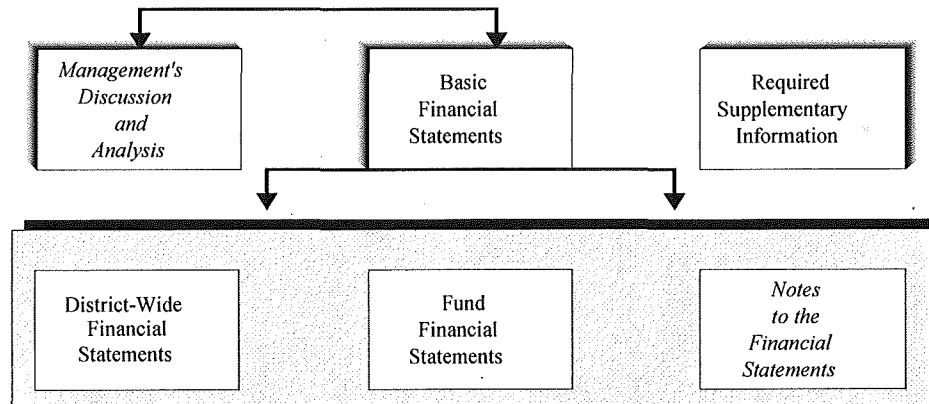 Management's
Discussion
and
Analysis
Basic
Financial
Statements
Required
Supplementary
Information
District-Wide
Financial
Statements
Fund
Financial
Statements
Notes
to the
Financial
Statements